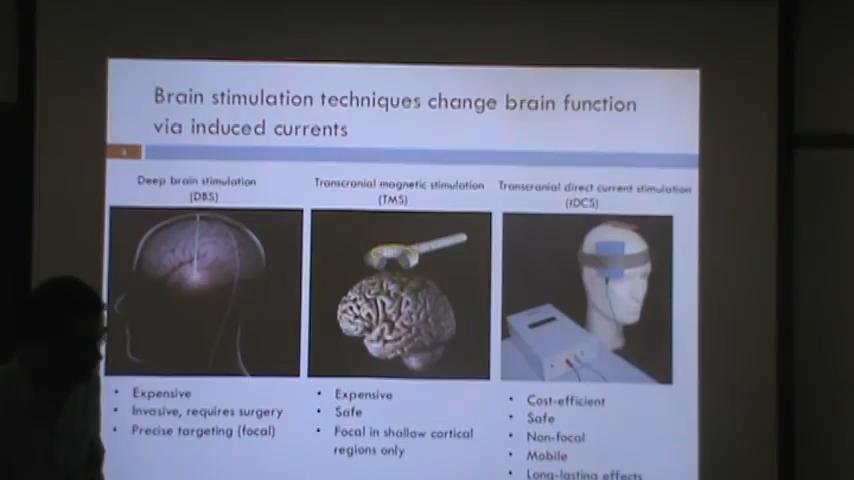 Brain stimulation techniques change brain function
via induced currents
Deep brain stimulation
(DBS)
Transcranial magnetic stimulation
(TMS)
Transcranial direct current stimulation
(tDCS)
• Expensive
• Invasive, requires surgery
• Precise targeting (focal)
• Expensive
• Safe
• Focal in shallow cortical
regions only
• Cost-efficient
• Safe
• Non-focal
• Mobile
• Long-lasting effects